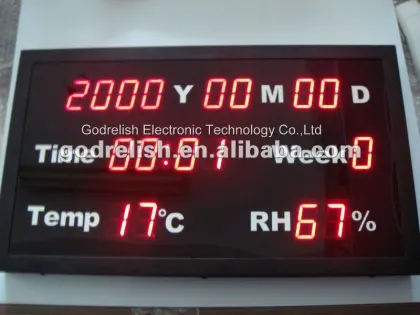 2000 Y 00 M 00 D
Godrelish Electronic Technology Co.,LTD
godrelish.en.alibaba.com
Time 00:01 Week 0
Temp 17°C RH 67%